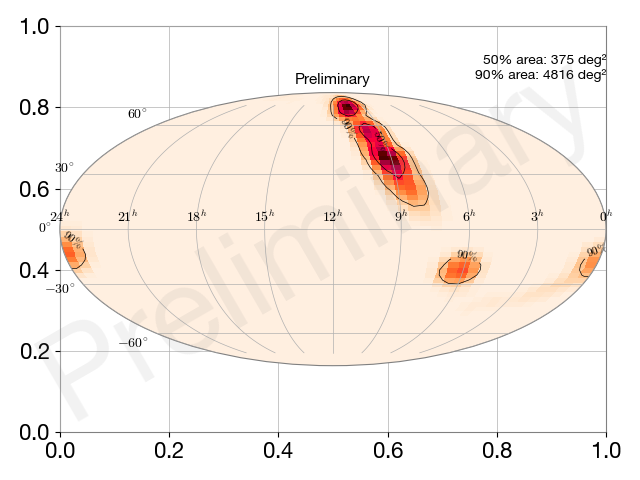 1.0
50% area: 375 deg²
90% area: 4816 deg²
Preliminary
0.8
60°
90%
50%
30°
0.6
24ʰ 21ʰ 18ʰ 15ʰ 12ʰ 9ʰ 6ʰ 3ʰ 0ʰ
0°
90% 90% 90%
0.4
−30°
Preliminary
0.2
−60°
0.0
0.0 0.2 0.4 0.6 0.8 1.0